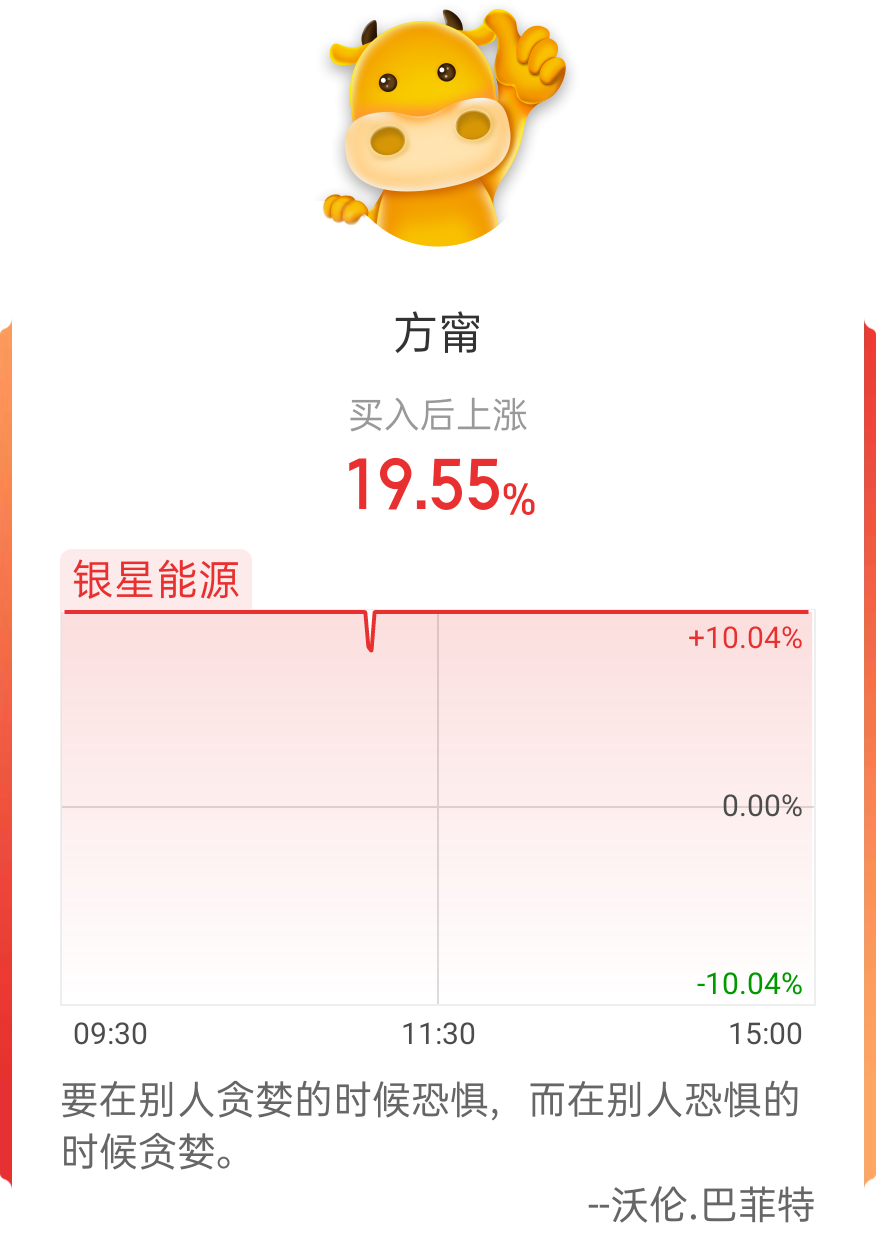 方甯
买入后上涨
19.55%
银星能源
+10.04%
0.00%
-10.04%
09:30 11:30 15:00
要在别人贪婪的时候恐惧，而在别人恐惧的
时候贪婪。
--沃伦.巴菲特